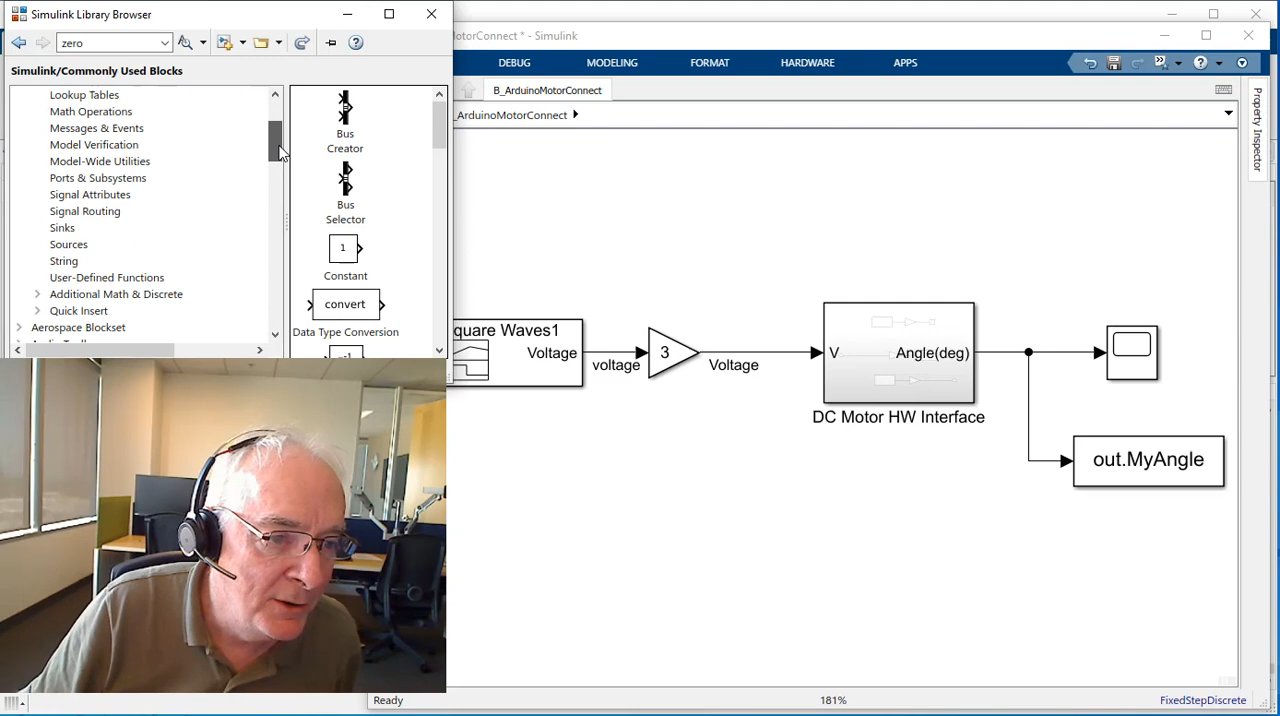 Simulink Library Browser
zero
Simulink/Commonly Used Blocks
Lookup Tables
Math Operations
Messages & Events
Model Verification
Model-Wide Utilities
Ports & Subsystems
Signal Attributes
Signal Routing
Sinks
Sources
String
User-Defined Functions
Additional Math & Discrete
Quick Insert
Aerospace Blockset
Bus
Creator
Bus
Selector
1
Constant
convert
Data Type Conversion
MotorConnect * - Simulink
DEBUG
MODELING
FORMAT
HARDWARE
APPS
B_ArduinoMotorConnect
_ArduinoMotorConnect
Property Inspector
quare Waves1
Voltage
voltage
3
Voltage
V
Angle(deg)
DC Motor HW Interface
out.MyAngle
Ready
181%
FixedStepDiscrete